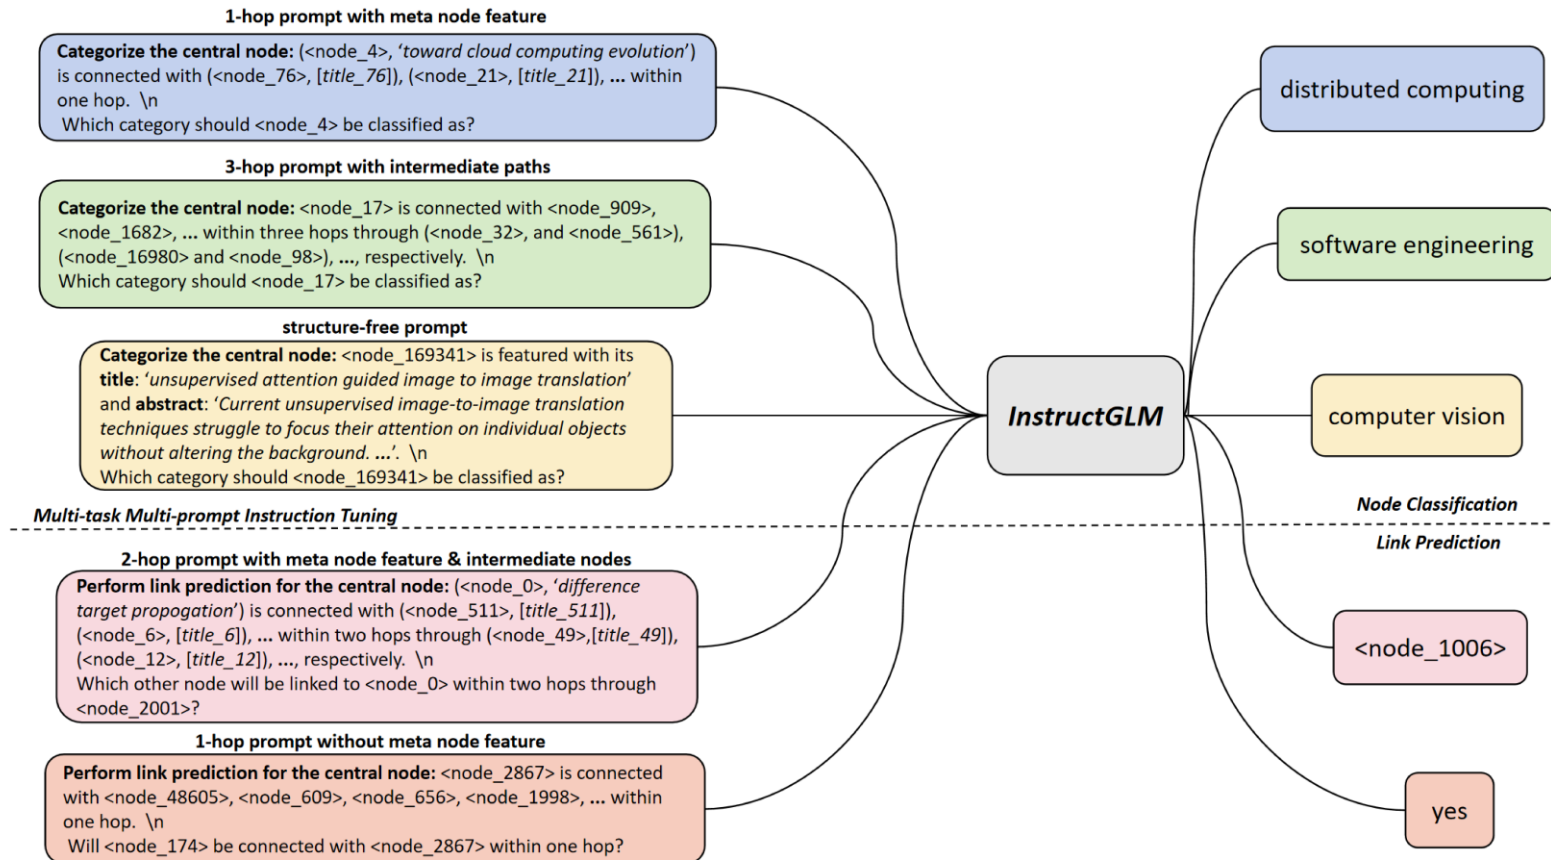 1-hop prompt with meta node feature
Categorize the central node: (<node_4>, ‘toward cloud computing evolution’)
is connected with (<node_76>, [title_76]), (<node_21>, [title_21]), ... within
one hop. \n
Which category should <node_4> be classified as?
3-hop prompt with intermediate paths
Categorize the central node: <node_17> is connected with <node_909>,
<node_1682>, ... within three hops through (<node_32>, and <node_561>),
(<node_16980> and <node_98>), ..., respectively. \n
Which category should <node_17> be classified as?
structure-free prompt
Categorize the central node: <node_169341> is featured with its
title: ‘unsupervised attention guided image to image translation’
and abstract: ‘Current unsupervised image-to-image translation
techniques struggle to focus their attention on individual objects
without altering the background. ...’. \n
Which category should <node_169341> be classified as?
Multi-task Multi-prompt Instruction Tuning
2-hop prompt with meta node feature & intermediate nodes
Perform link prediction for the central node: (<node_0>, ‘difference
target propogation’) is connected with (<node_511>, [title_511]),
(<node_6>, [title_6]), ... within two hops through (<node_49>,[title_49]),
(<node_12>, [title_12]), ..., respectively. \n
Which other node will be linked to <node_0> within two hops through
<node_2001>?
1-hop prompt without meta node feature
Perform link prediction for the central node: <node_2867> is connected
with <node_48605>, <node_609>, <node_656>, <node_1998>, ... within
one hop. \n
Will <node_174> be connected with <node_2867> within one hop?
InstructGLM
distributed computing
software engineering
computer vision
Node Classification
Link Prediction
<node_1006>
yes